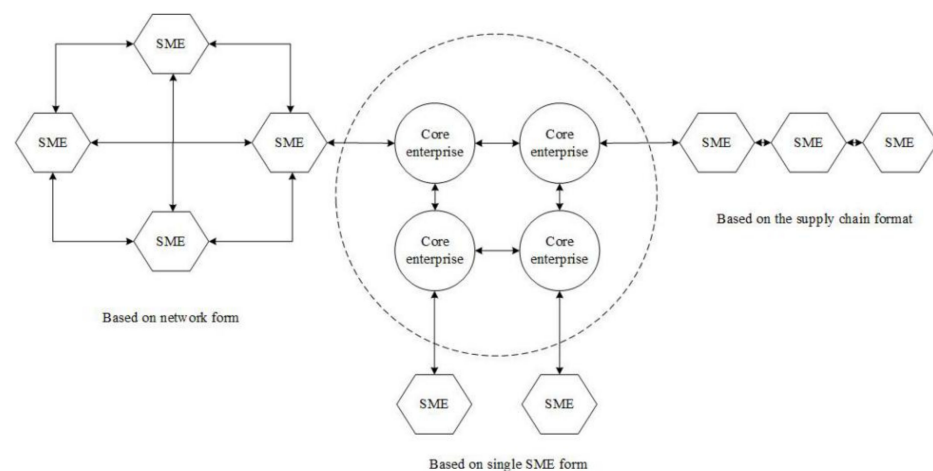 SME
SME
SME
SME
Based on network form
Core
enterprise
Core
enterprise
Core
enterprise
Core
enterprise
SME
SME
SME
Based on the supply chain format
SME
SME
Based on single SME form